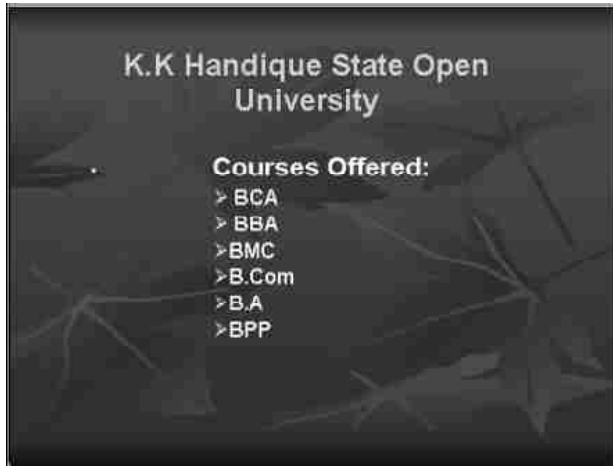 K.K Handique State Open
University
Courses Offered:
➢ BCA
➢ BBA
➢BMC
➢B.Com
➢B.A
➢BPP